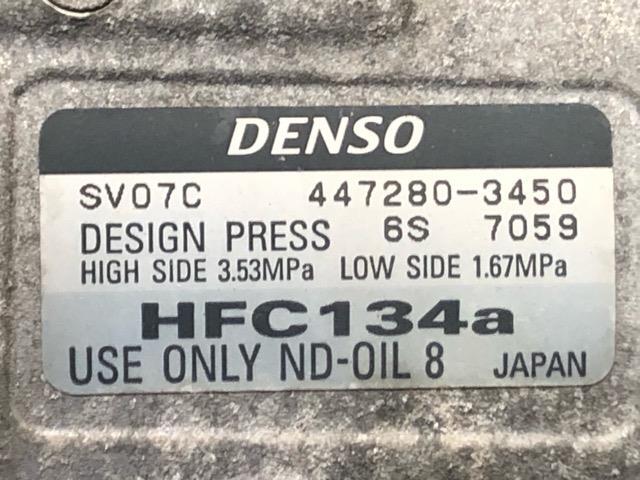 DENSO
SV07C 447280-3450
DESIGN PRESS 6S 7059
HIGH SIDE 3.53MPa LOW SIDE 1.67MPa
HFC134a
USE ONLY ND-OIL 8 JAPAN